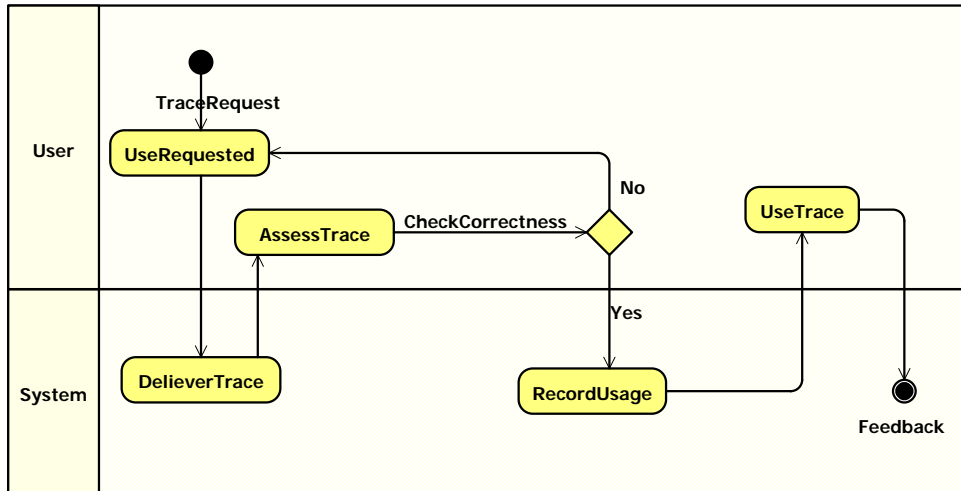 TraceRequest
User
UseRequested
No
UseTrace
AssessTrace
CheckCorrectness
Yes
DelieverTrace
System
RecordUsage
Feedback